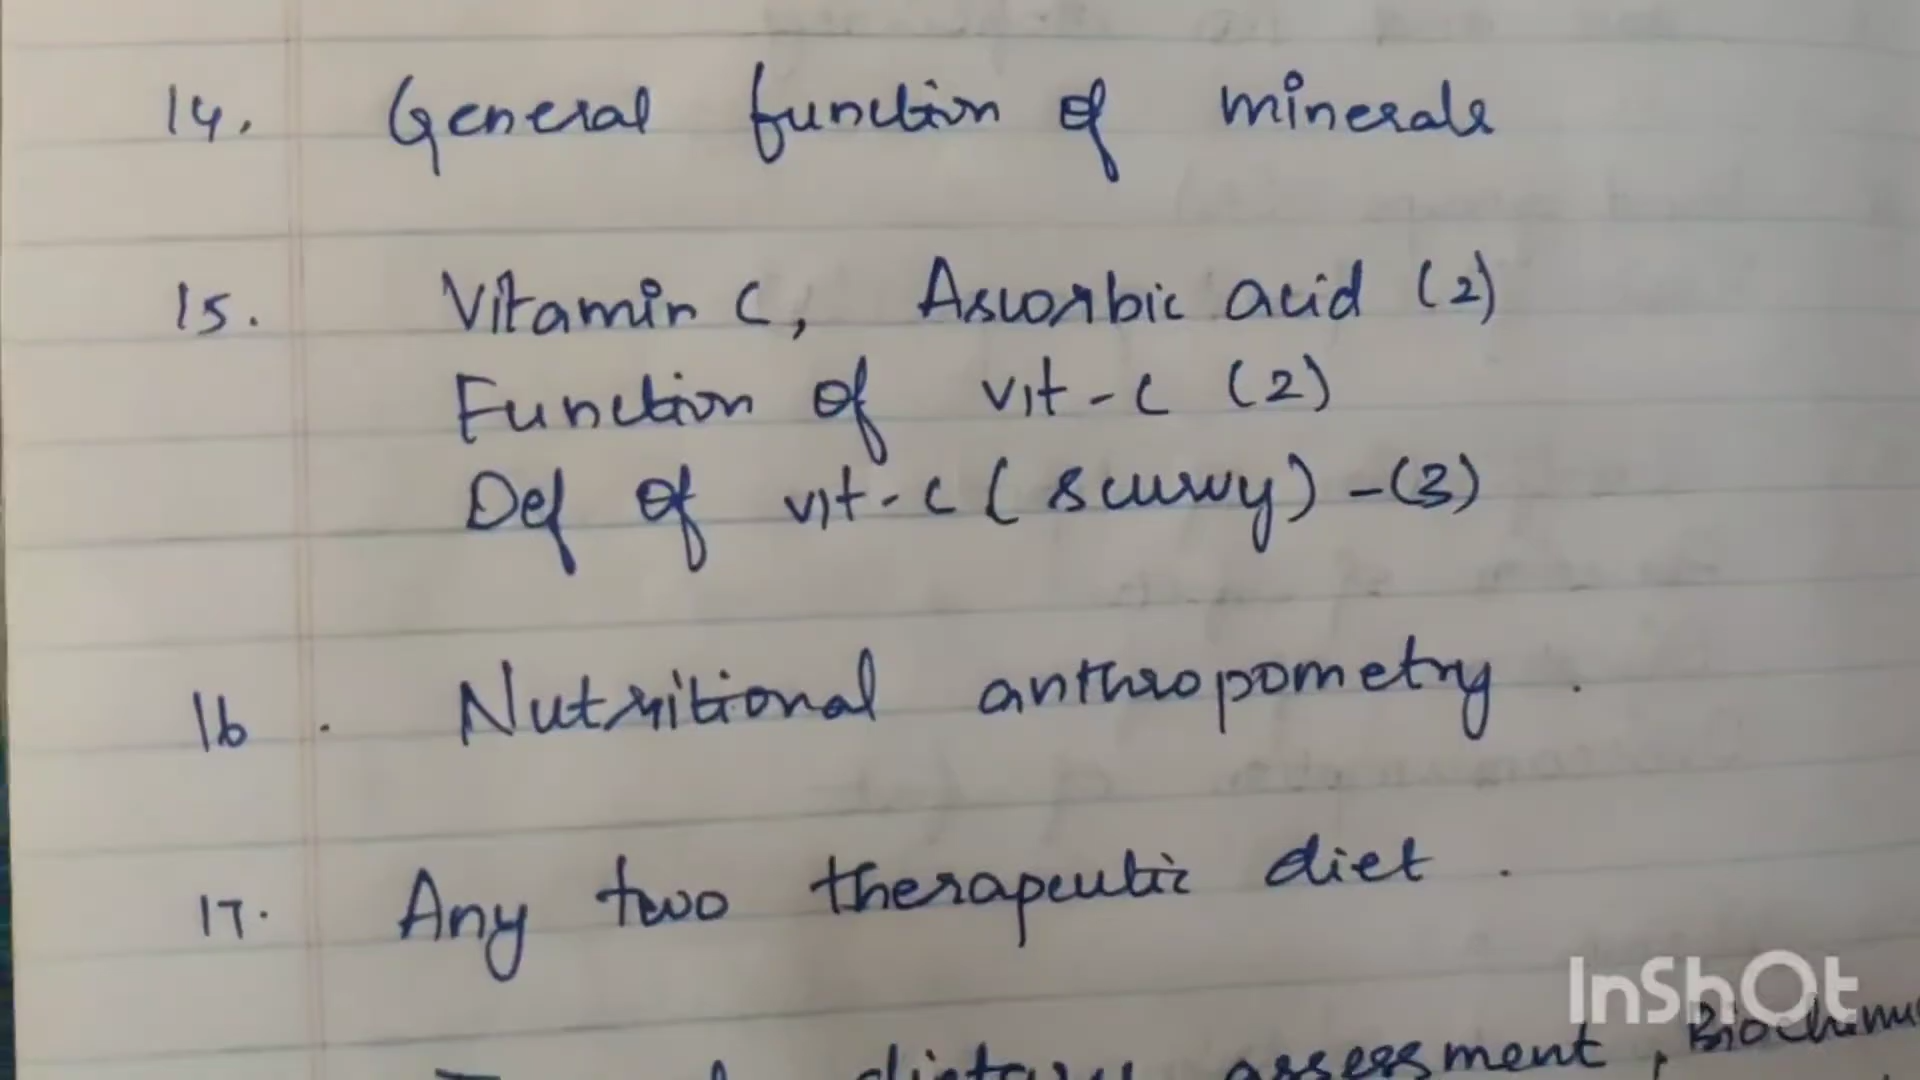 14. General function of minerals
15. Vitamin C, Ascorbic acid (2)
Function of vit-C (2)
Def of vit-C (scurvy) -(3)
16. Nutritional anthropometry.
17. Any two therapeutic diet.
dietary assessment,
InShOt